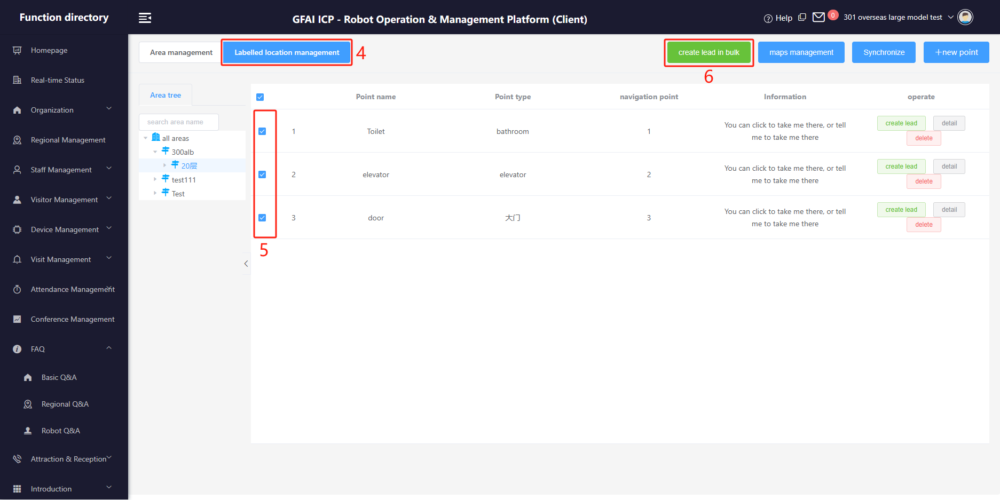 Function directory
GFAI ICP - Robot Operation & Management Platform (Client)
Help
0
301 overseas large model test
Homepage
Real-time Status
Organization
Regional Management
Staff Management
Visitor Management
Device Management
Visit Management
Attendance Management
Conference Management
FAQ
Basic Q&A
Regional Q&A
Robot Q&A
Attraction & Reception
Introduction
Area management
Labelled location management
4
create lead in bulk
6
maps management
Synchronize
+new point
Area tree
search area name
all areas
300alb
20层
test111
Test
Point name Point type navigation point Information operate
1 Toilet bathroom 1 You can click to take me there, or tell
me to take me there
create lead detail
delete
2 elevator elevator 2 You can click to take me there, or tell
me to take me there
create lead detail
delete
3 door 大门 3 You can click to take me there, or tell
me to take me there
create lead detail
delete
5